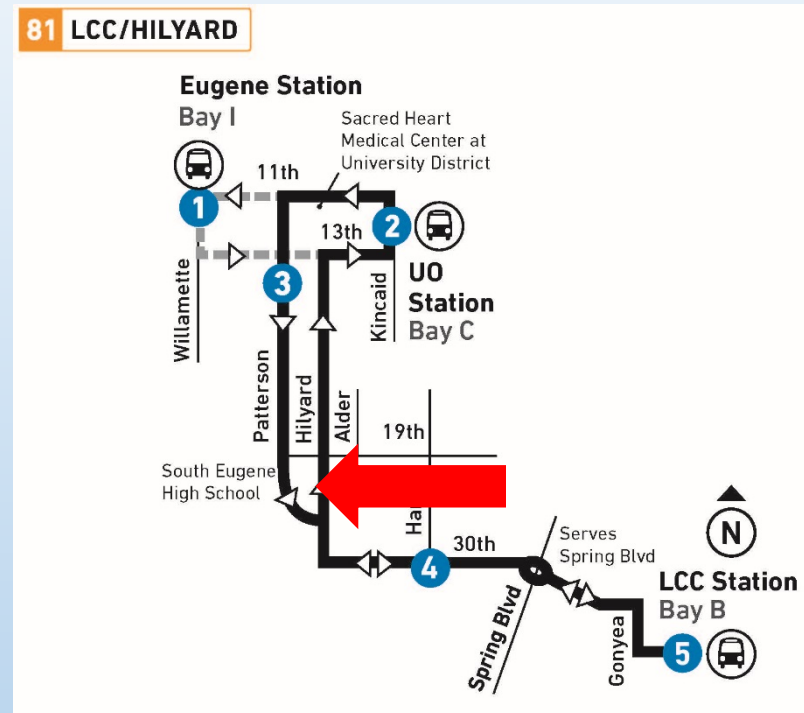 81 LCC/HILYARD
Eugene Station
Bay I
Sacred Heart
Medical Center at
University District
11th
1
2
13th
3
UO
Station
Bay C
Willamette
Kincaid
Patterson
Hilyard
Alder
19th
South Eugene
High School
30th
4
Serves
Spring Blvd
N
LCC Station
Bay B
Spring Blvd
Gonyea
5